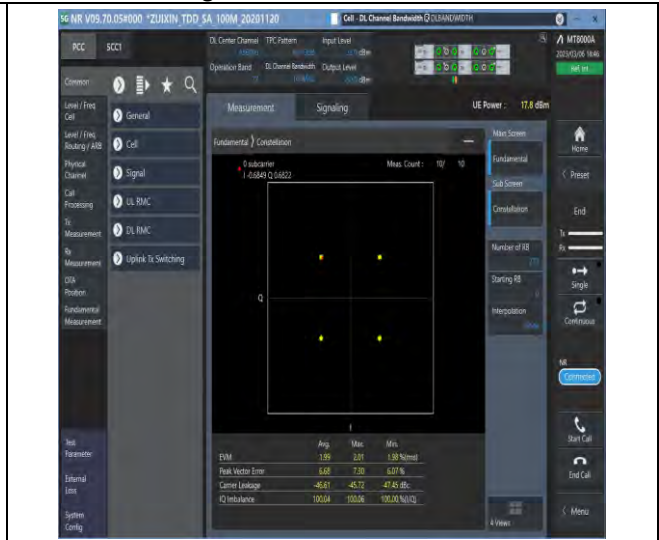 5G NR V09.70.05#000 *ZUIXIN_TDD_SA_100M 20201120
Cell - DL Channel Bandwidth
DLBANDWIDTH
PCC
SCC1
DL Center Channel
TPC Pattern
Input Level
dBm
Operation Band
DL Channel Bandwidth
Output Level
dBm
MT8000A
2023/03/06
Common
Level / Freq
Cell
Level / Freq
Routing / ARB
Physical
Channel
Call
Processing
Tx
Measurement
Rx
Measurement
OTA
Position
Fundamental
Measurement
Test
Parameter
External
Loss
System
Config
General
Cell
Signal
UL RMC
DL RMC
Uplink Tx Switching
Measurement
Signaling
UE Power : 17.8 dBm
Fundamental
Constellation
0 subcarrier
I -0.6849 Q 0.6822
Meas. Count : 10/ 10
Q
I
Avg. Max. Min.
EVM 1.99 2.01 1.98 %(rms)
Peak Vector Error 6.68 7.30 6.07 %
Carrier Leakage -46.61 -45.72 -47.45 dBc
IQ Imbalance 100.04 100.06 100.00 %(I/Q)
Main Screen
Fundamental
Sub Screen
Constellation
Number of RB
Starting RB
Interpolation
4 Views
Home
Preset
End
Tx
Rx
Single
Continuous
NR
Connected
Start Call
End Call
Menu